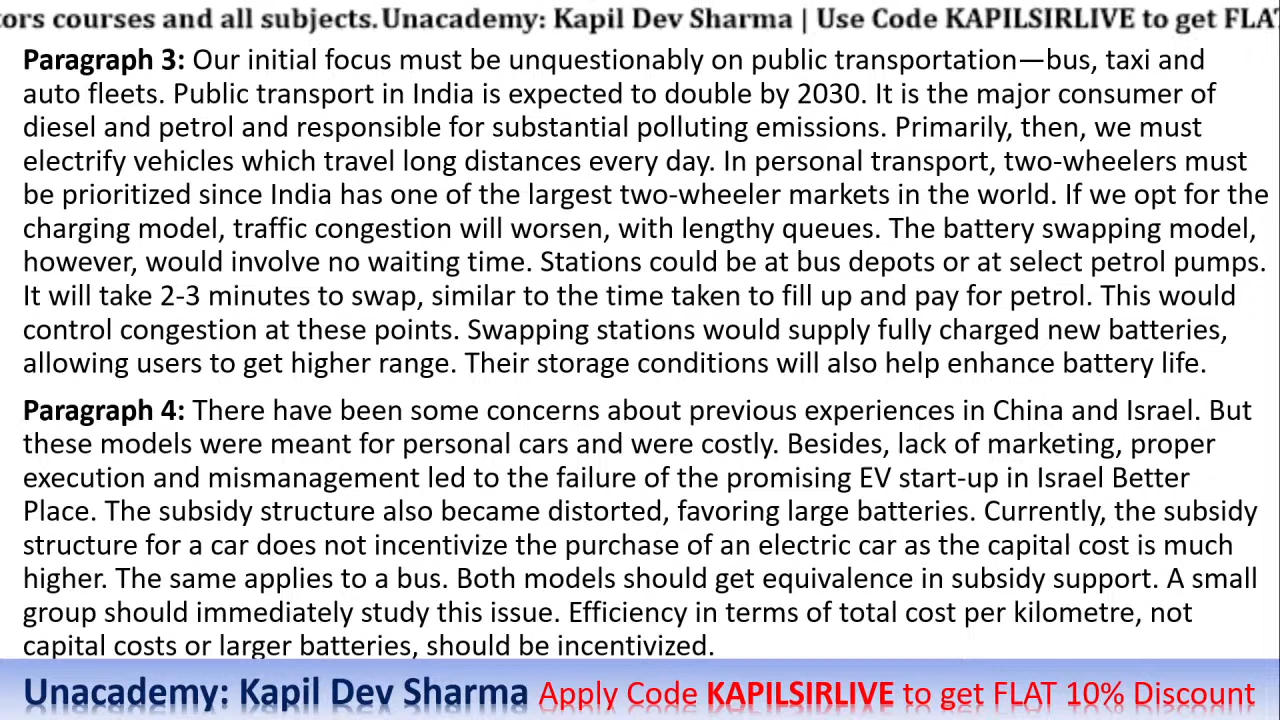 tors courses and all subjects. Unacademy: Kapil Dev Sharma | Use Code KAPILSIRLIVE to get FLAT
Paragraph 3: Our initial focus must be unquestionably on public transportation—bus, taxi and
auto fleets. Public transport in India is expected to double by 2030. It is the major consumer of
diesel and petrol and responsible for substantial polluting emissions. Primarily, then, we must
electrify vehicles which travel long distances every day. In personal transport, two-wheelers must
be prioritized since India has one of the largest two-wheeler markets in the world. If we opt for the
charging model, traffic congestion will worsen, with lengthy queues. The battery swapping model,
however, would involve no waiting time. Stations could be at bus depots or at select petrol pumps.
It will take 2-3 minutes to swap, similar to the time taken to fill up and pay for petrol. This would
control congestion at these points. Swapping stations would supply fully charged new batteries,
allowing users to get higher range. Their storage conditions will also help enhance battery life.
Paragraph 4: There have been some concerns about previous experiences in China and Israel. But
these models were meant for personal cars and were costly. Besides, lack of marketing, proper
execution and mismanagement led to the failure of the promising EV start-up in Israel Better
Place. The subsidy structure also became distorted, favoring large batteries. Currently, the subsidy
structure for a car does not incentivize the purchase of an electric car as the capital cost is much
higher. The same applies to a bus. Both models should get equivalence in subsidy support. A small
group should immediately study this issue. Efficiency in terms of total cost per kilometre, not
capital costs or larger batteries, should be incentivized.
Unacademy: Kapil Dev Sharma Apply Code KAPILSIRLIVE to get FLAT 10% Discount